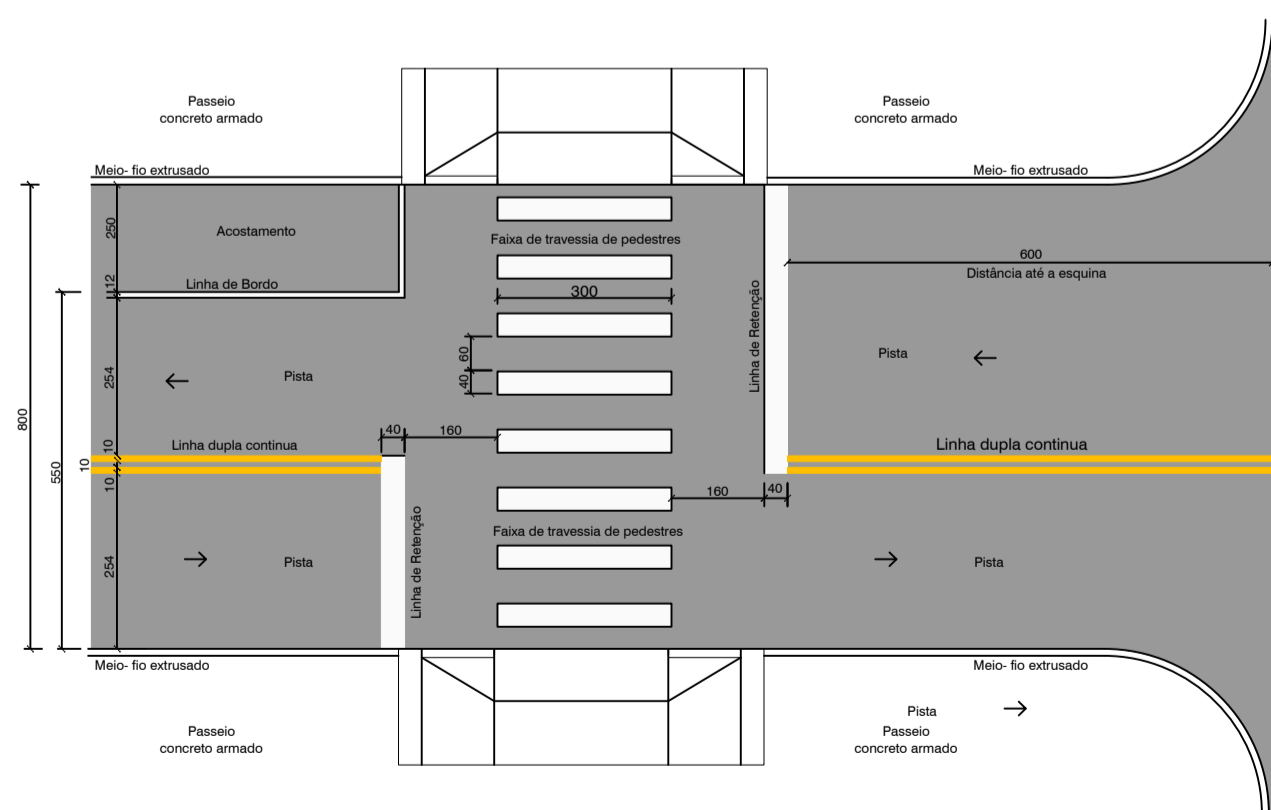 Passeio
concreto armado
Passeio
concreto armado
Meio- fio extrusado
Meio- fio extrusado
250
Acostamento
Faixa de travessia de pedestres
600
Distância até a esquina
12
Linha de Bordo
300
Linha de Retenção
60
40
Pista
254
Pista
800
40
160
Linha dupla continua
Linha dupla continua
10
10
10
550
160
40
Faixa de travessia de pedestres
Linha de Retenção
254
Pista
Pista
Meio- fio extrusado
Meio- fio extrusado
Pista
Passeio
concreto armado
Passeio
concreto armado